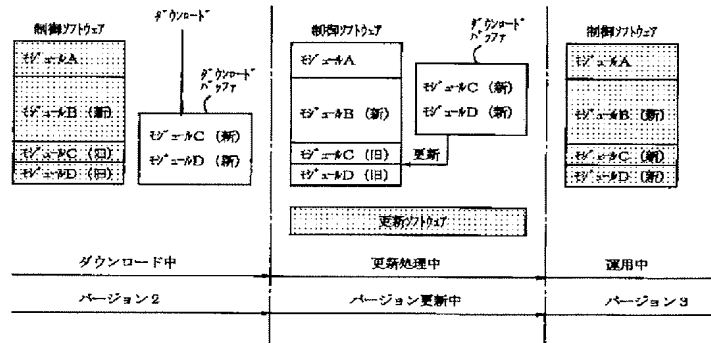 制御ソフトウェア
モジュールA
モジュールB (新)
モジュールC (旧)
モジュールD (旧)
ダウンロード
ダウンロード
バッファ
モジュールC (新)
モジュールD (新)
制御ソフトウェア
モジュールA
モジュールB (新)
モジュールC (旧)
モジュールD (旧)
ダウンロード
バッファ
モジュールC (新)
モジュールD (新)
更新
更新ソフトウェア
制御ソフトウェア
モジュールA
モジュールB (新)
モジュールC (新)
モジュールD (新)
ダウンロード中
更新処理中
運用中
バージョン2
バージョン更新中
バージョン3